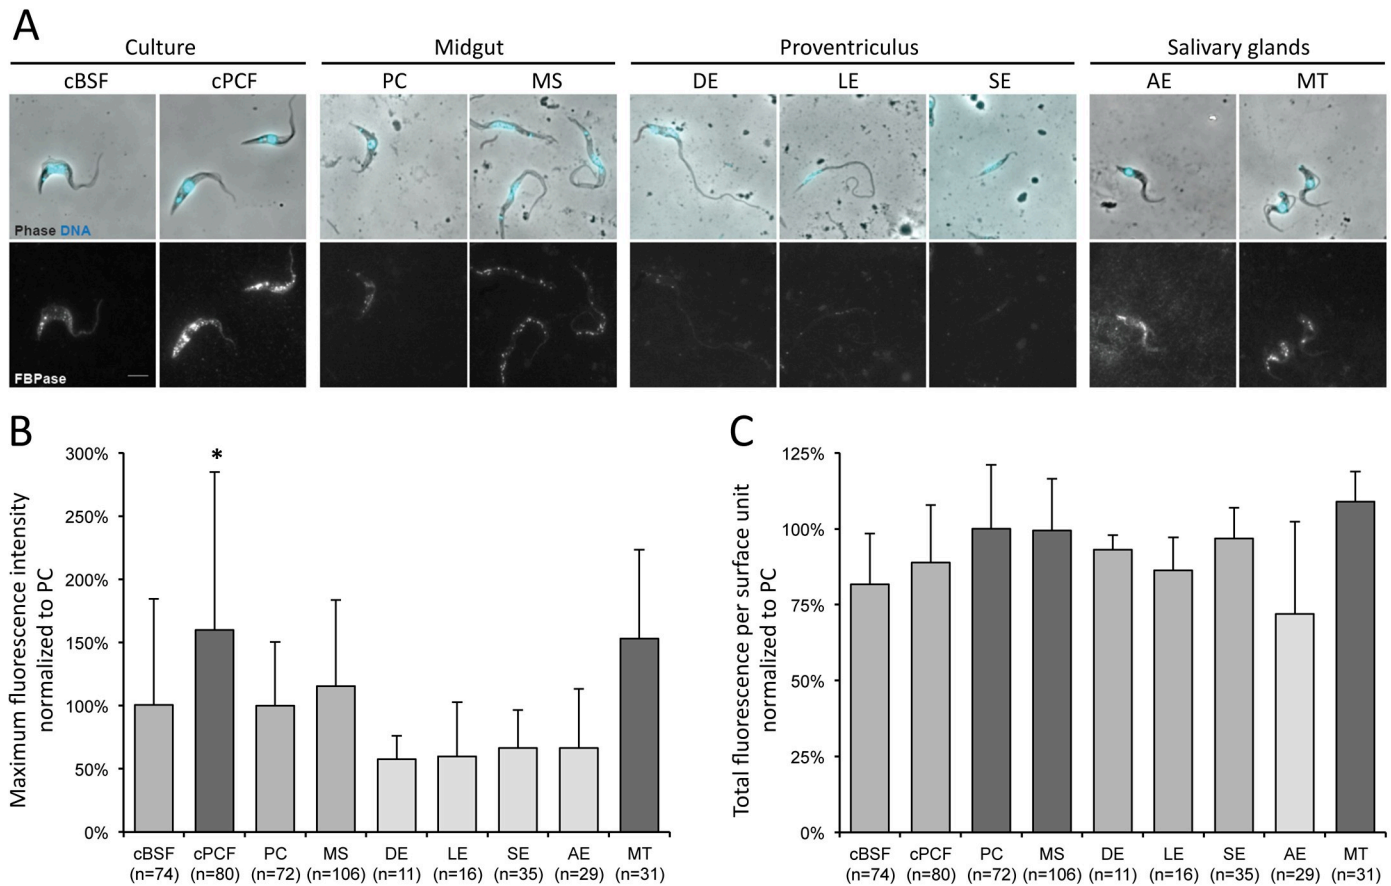 A
Culture Midgut Proventriculus Salivary glands
cBSF cPCF PC MS DE LE SE AE MT
Phase DNA
FBPase
B
Maximum fluorescence intensity
normalized to PC
300%
250%
200%
150%
100%
50%
0%
*
cBSF cPCF PC MS DE LE SE AE MT
(n=74) (n=80) (n=72) (n=106) (n=11) (n=16) (n=35) (n=29) (n=31)
C
Total fluorescence per surface unit
normalized to PC
125%
100%
75%
50%
25%
0%
cBSF cPCF PC MS DE LE SE AE MT
(n=74) (n=80) (n=72) (n=106) (n=11) (n=16) (n=35) (n=29) (n=31)